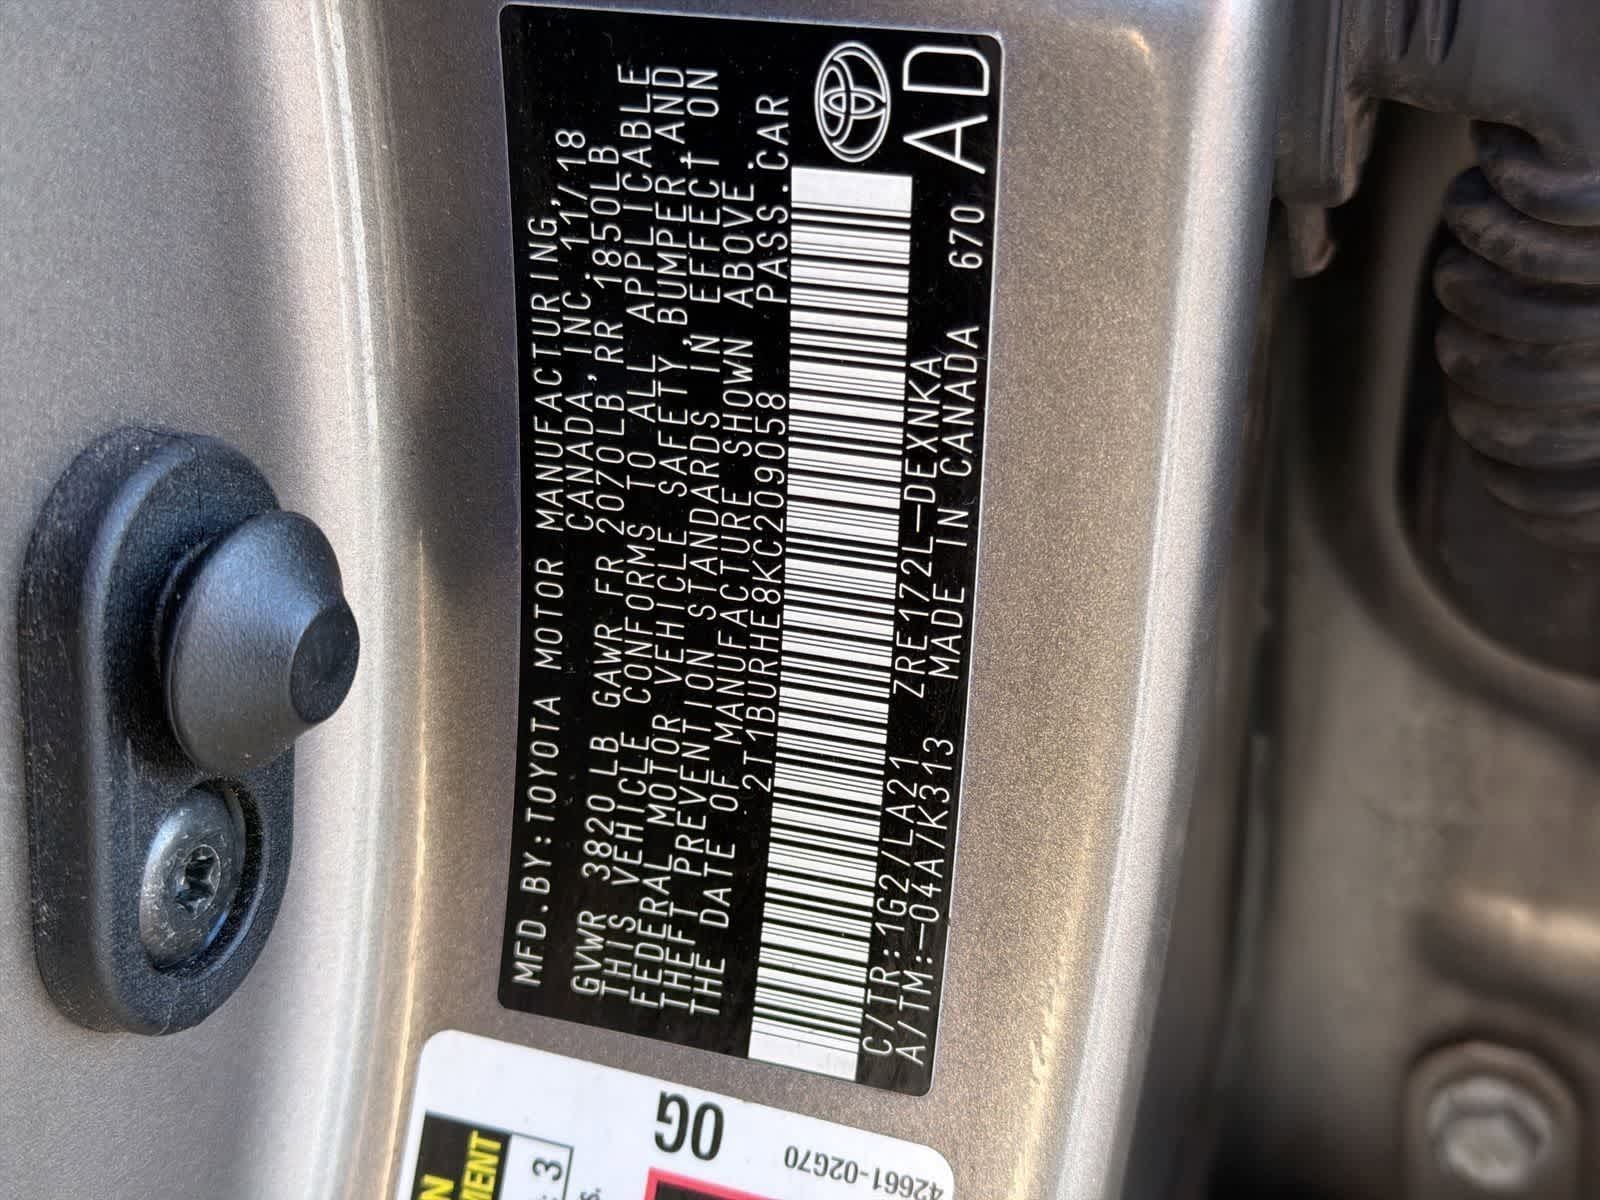 MFD.BY:TOYOTA MOTOR MANUFACTURING,
CANADA, INC. 11/18
GVWR 3820 LB GAWR FR 2070LB, RR 1850LB
THIS VEHICLE CONFORMS TO ALL APPLICABLE
FEDERAL MOTOR VEHICLE SAFETY, BUMPER, AND
THEFT PREVENTION STANDARDS IN EFFECT ON
THE DATE OF MANUFACTURE SHOWN ABOVE.
2T1BURHE8KC209058 PASS.CAR
C/TR:1G2/LA21 ZRE172L-DEXNKA
A/TM:-04A/K313 MADE IN CANADA 670
AD
OG
42661-02G70
3